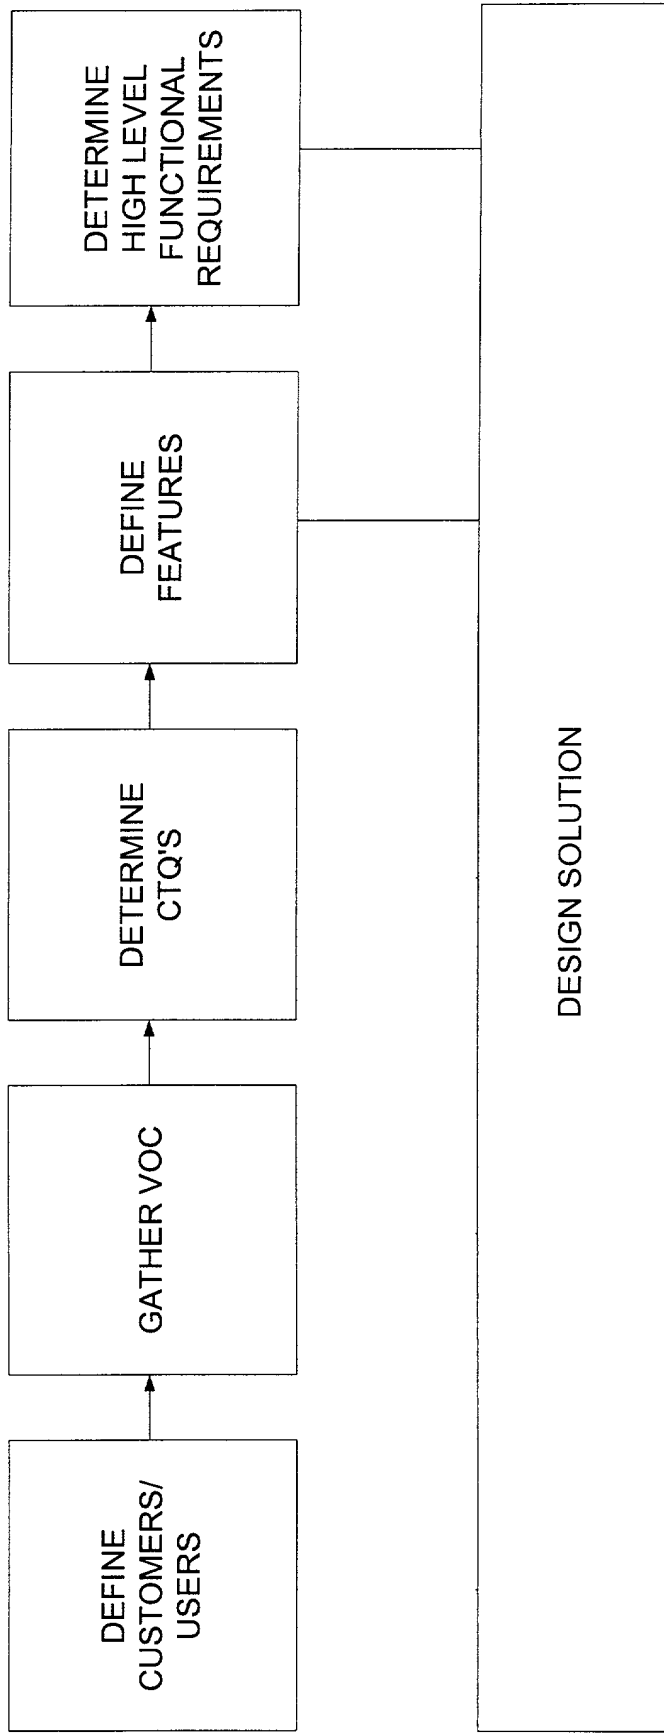 DEFINE
CUSTOMERS/
USERS
GATHER VOC
DETERMINE
CTQ'S
DEFINE
FEATURES
DETERMINE
HIGH LEVEL
FUNCTIONAL
REQUIREMENTS
DESIGN SOLUTION